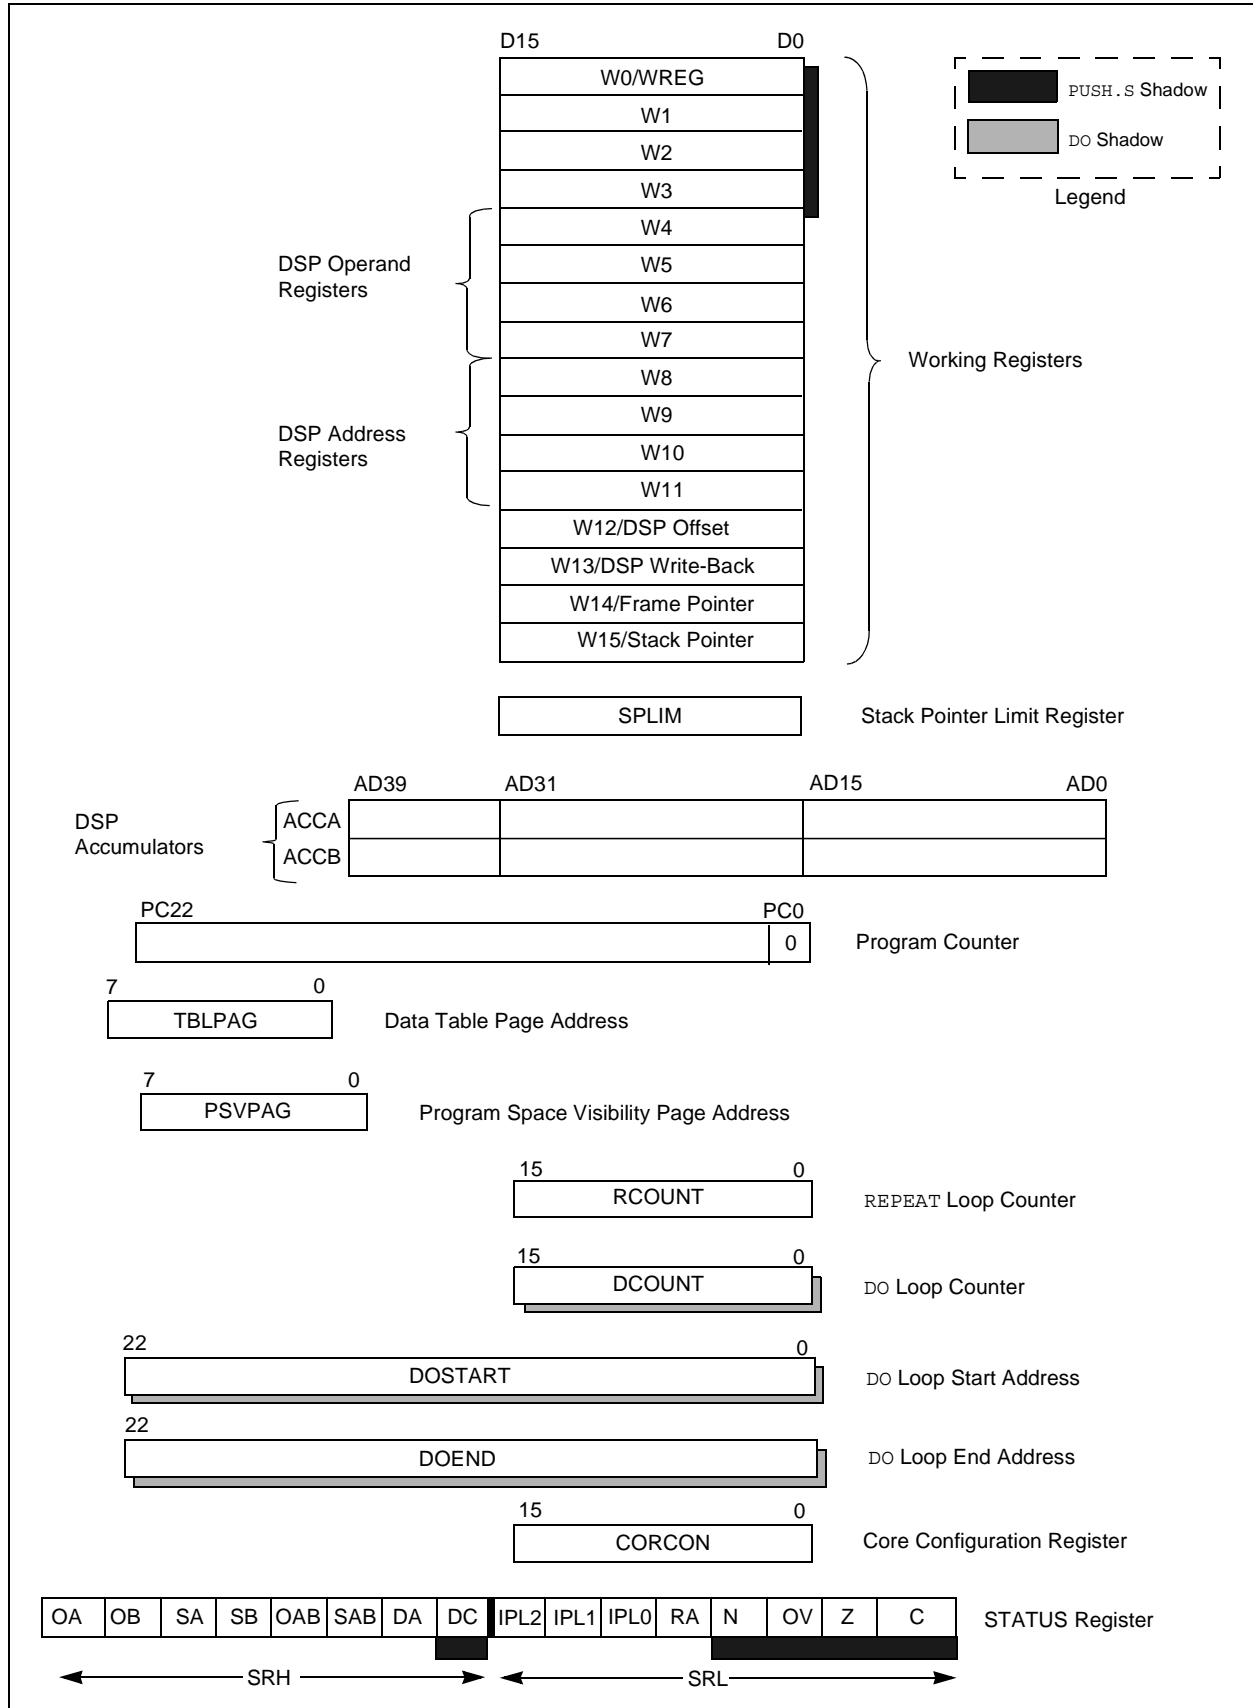 D15 D0
W0/WREG
W1
W2
W3
W4
W5
W6
W7
W8
W9
W10
W11
W12/DSP Offset
W13/DSP Write-Back
W14/Frame Pointer
W15/Stack Pointer
PUSH.S Shadow
DO Shadow
Legend
DSP Operand
Registers
DSP Address
Registers
Working Registers
SPLIM Stack Pointer Limit Register
AD39 AD31 AD15 AD0
DSP
Accumulators
ACCA
ACCB
PC22 PC0
0 Program Counter
7 0
TBLPAG Data Table Page Address
7 0
PSVPAG Program Space Visibility Page Address
15 0
RCOUNT REPEAT Loop Counter
15 0
DCOUNT DO Loop Counter
22 0
DOSTART DO Loop Start Address
22
DOEND DO Loop End Address
15 0
CORCON Core Configuration Register
OA OB SA SB OAB SAB DA DC IPL2 IPL1 IPL0 RA N OV Z C STATUS Register
SRH SRL